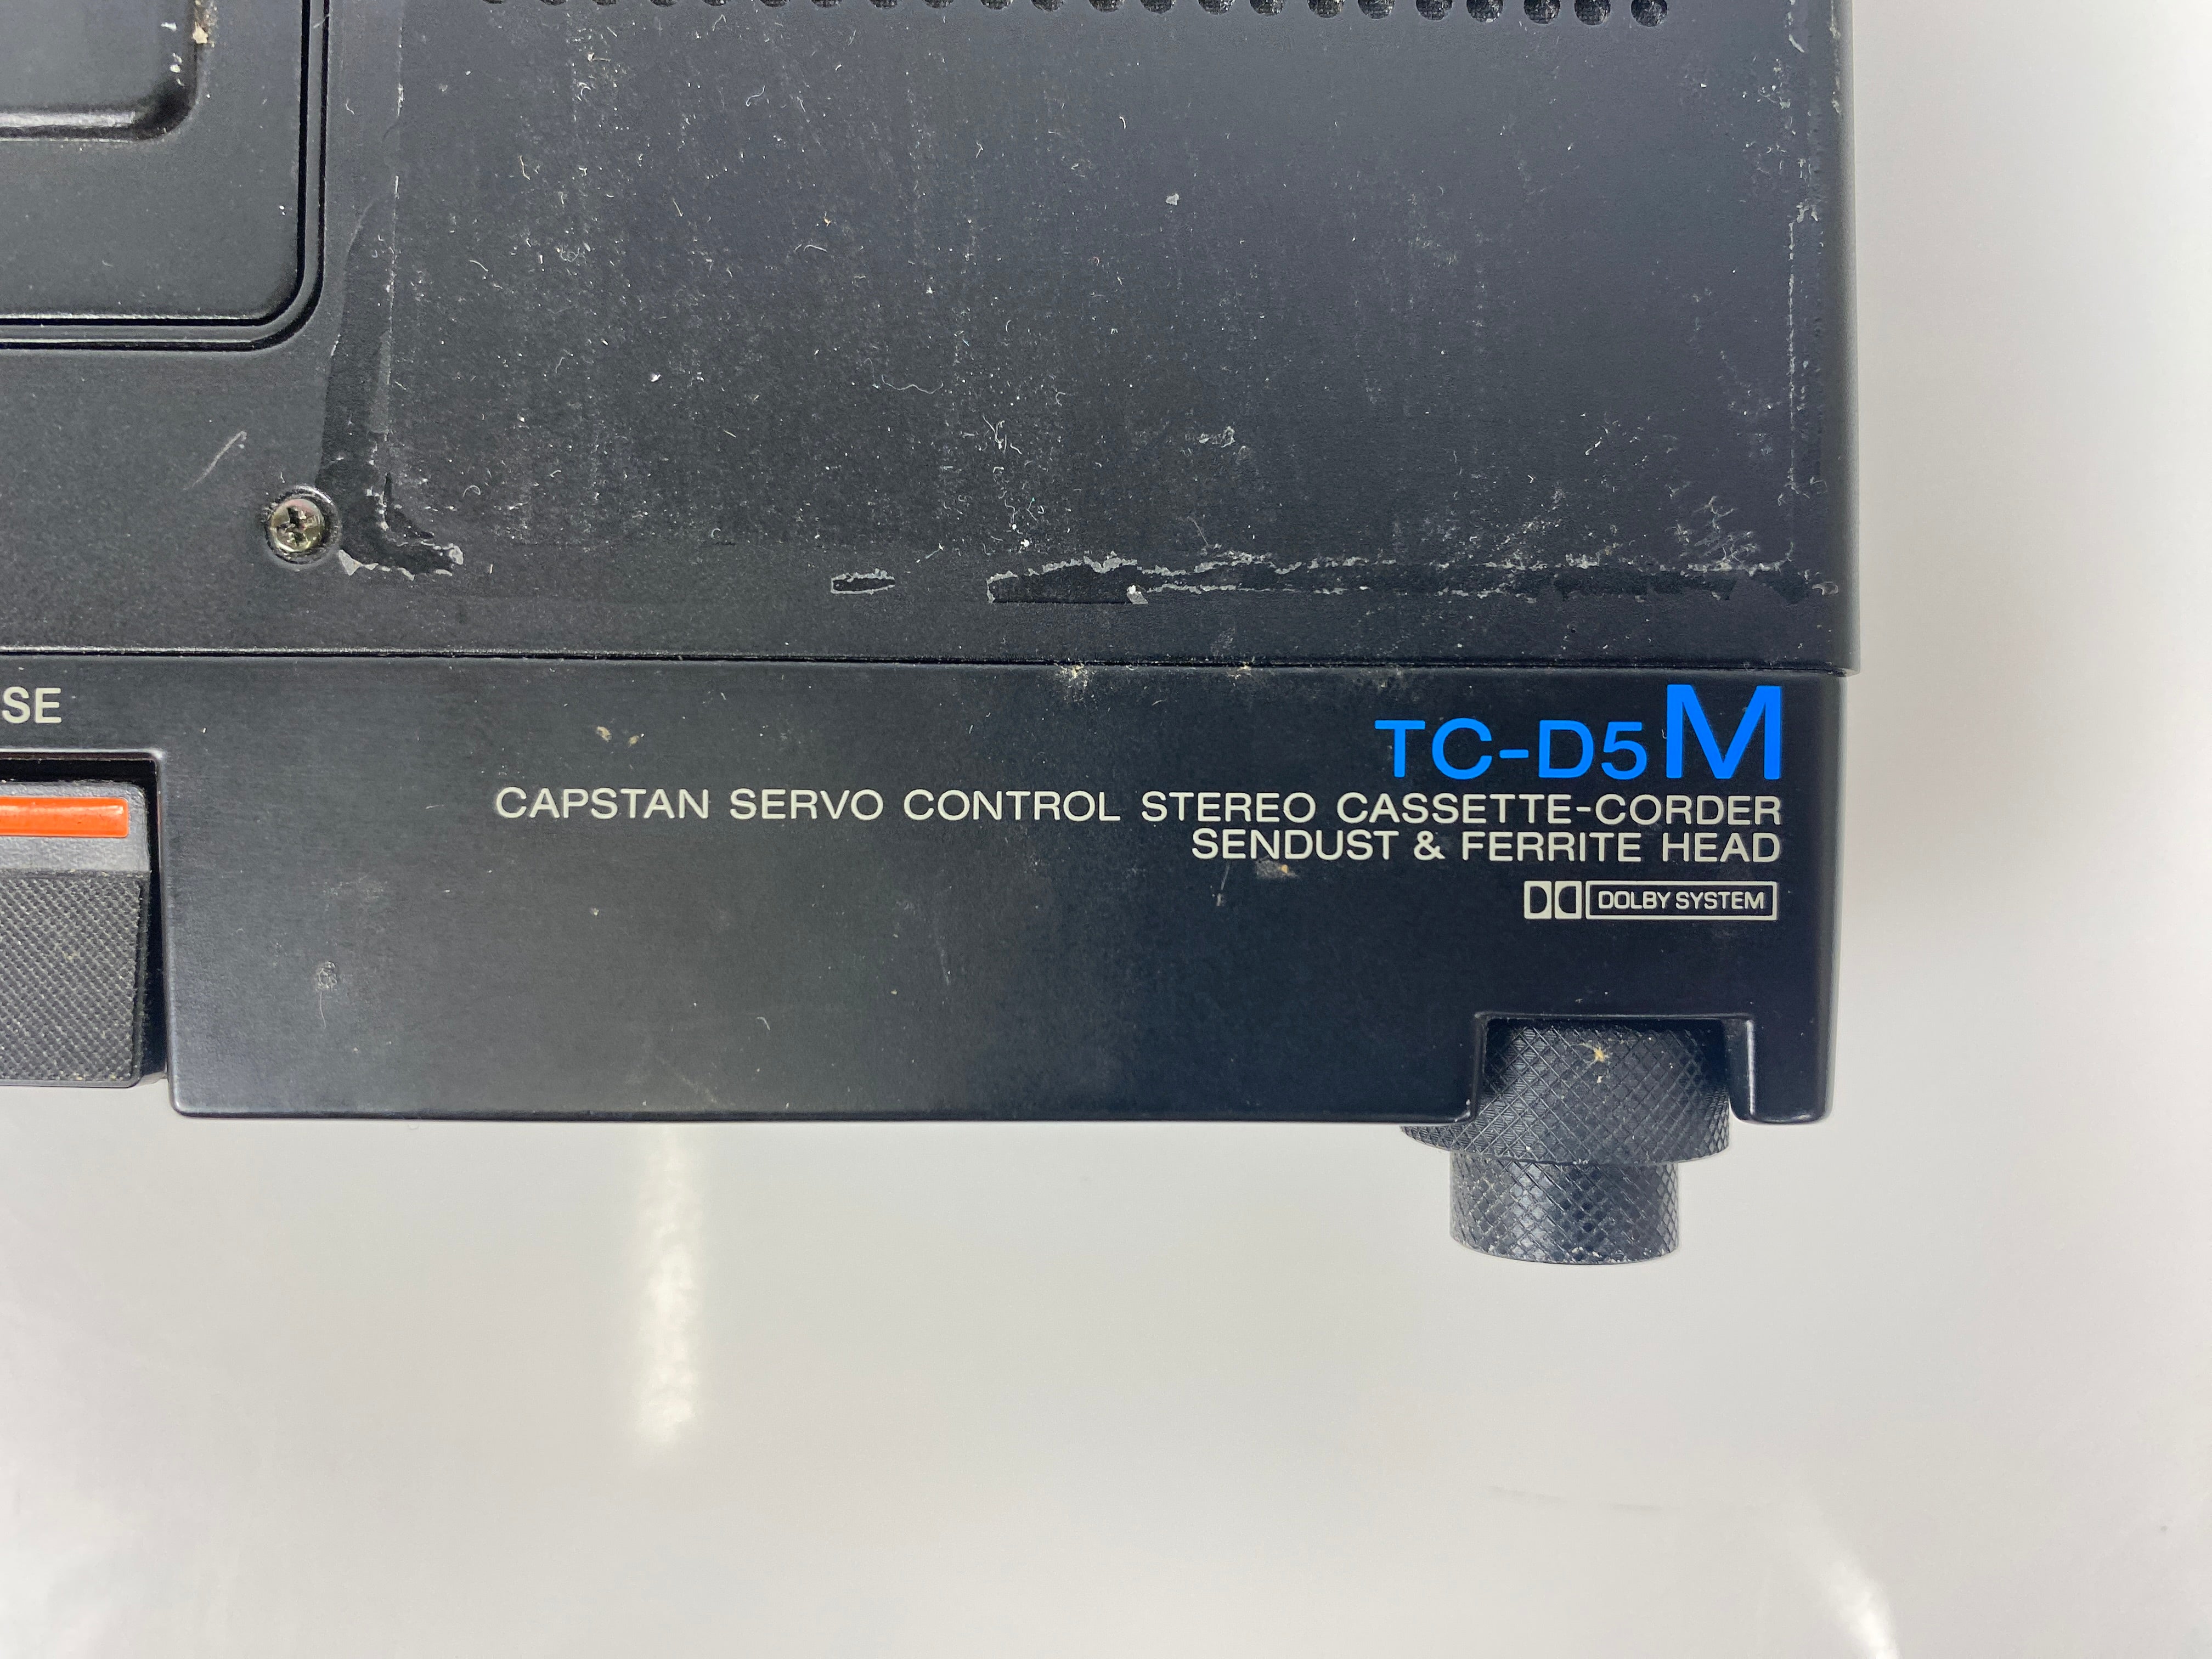 SE
TC-D5M
CAPSTAN SERVO CONTROL STEREO CASSETTE-CORDER
SENDUST & FERRITE HEAD
DOLBY SYSTEM